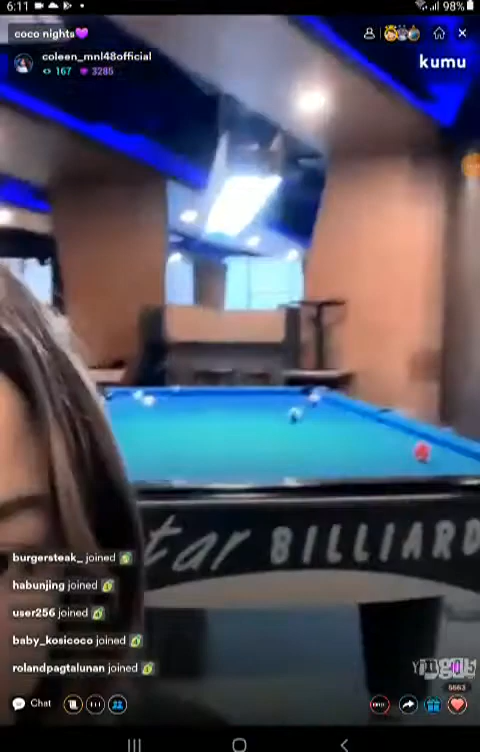 6:11
98%
coco nights💜
coleen_mnl48official
167 3285
kumu
tar BILLIARD
burgersteak_ joined
habunjing joined
user256 joined
baby_kosicoco joined
rolandpagtalunan joined
5663
Chat